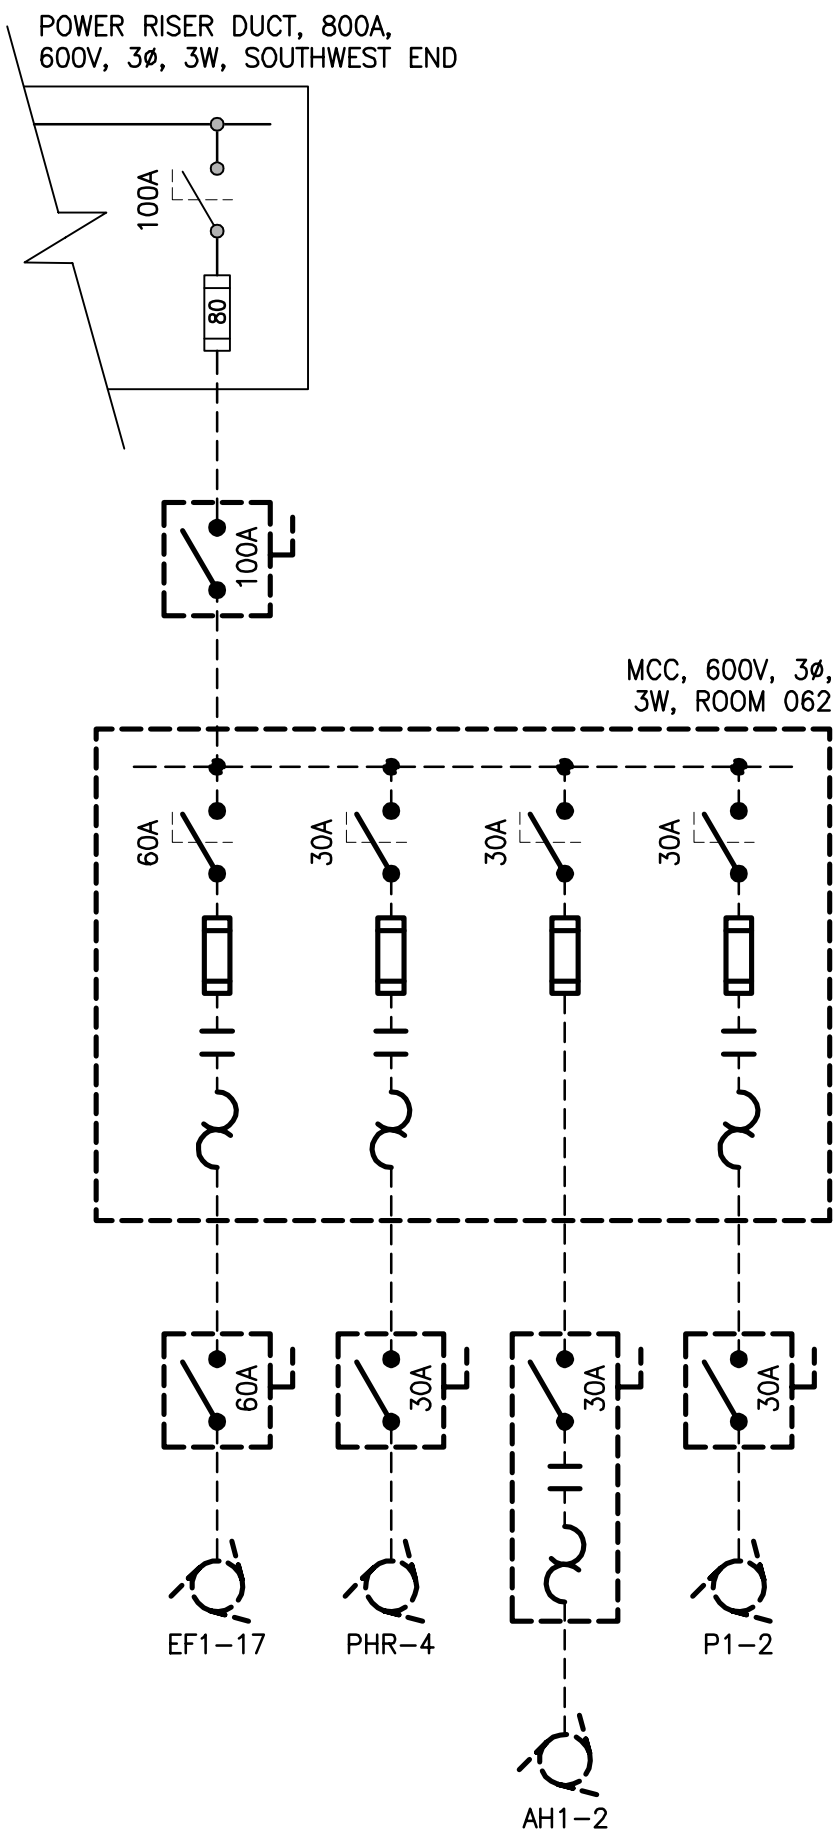 POWER RISER DUCT, 800A,
600V, 3ø, 3W, SOUTHWEST END
100A
80
100A
MCC, 600V, 3ø,
3W, ROOM 062
60A
30A
30A
30A
60A
30A
30A
30A
EF1-17
PHR-4
P1-2
AH1-2